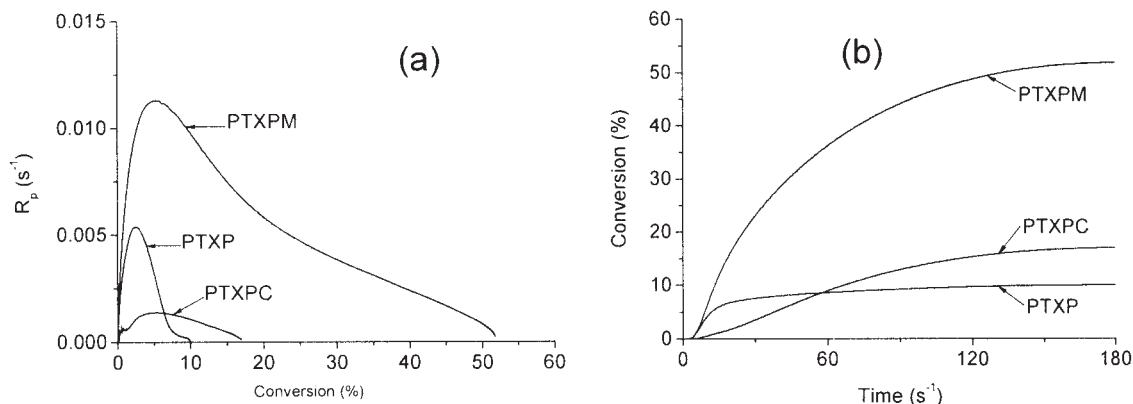 (a)
0.015
0.010
0.005
0.000
R_p (s⁻¹)
PTXPM
PTXP
PTXPC
0 10 20 30 40 50 60
Conversion (%)
(b)
60
50
40
30
20
10
0
Conversion (%)
PTXPM
PTXPC
PTXP
0 60 120 180
Time (s⁻¹)